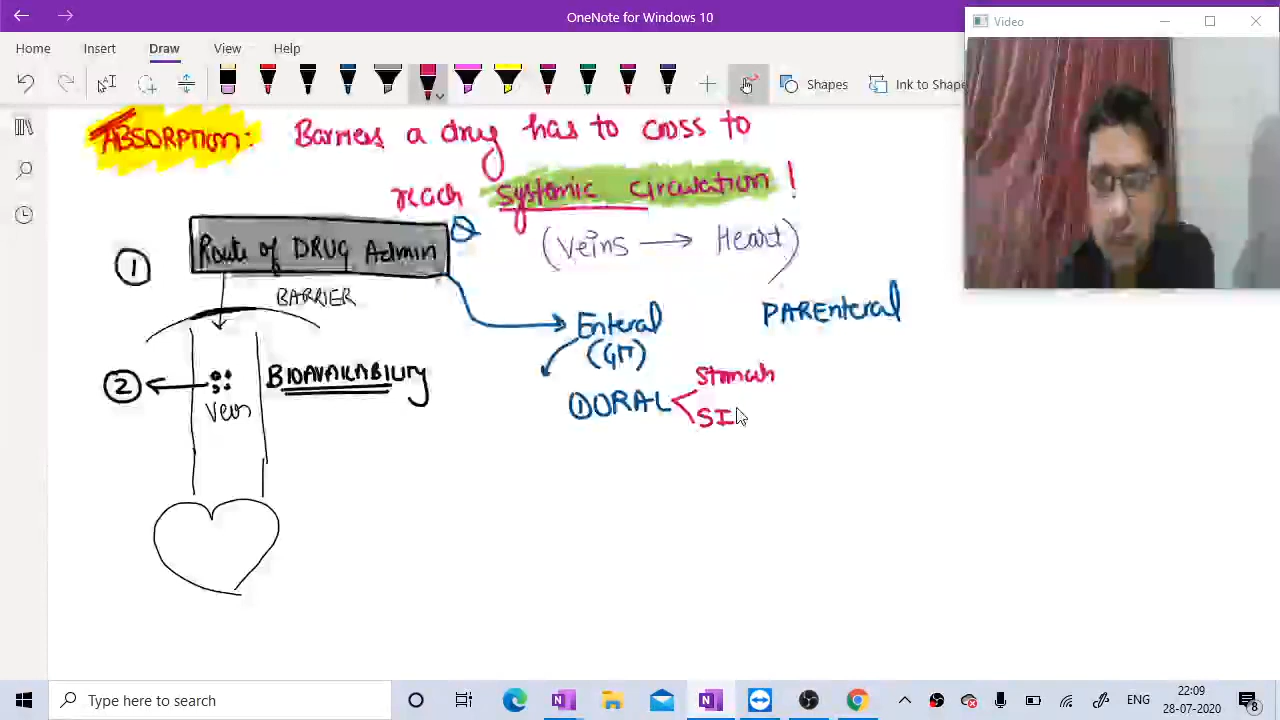 OneNote for Windows 10
Video
Home Insert Draw View Help
Shapes Ink to Shape
ABSORPTION: Barriers a drug has to cross to
reach systemic circulation !
(Veins → Heart)
① Route of DRUG Admin
BARRIER
PAREnteral
Enteral
(GIT)
② BIOAVAILABILITY
Vein
① ORAL
Stomach
SI
Type here to search
ENG
22:09
28-07-2020
8